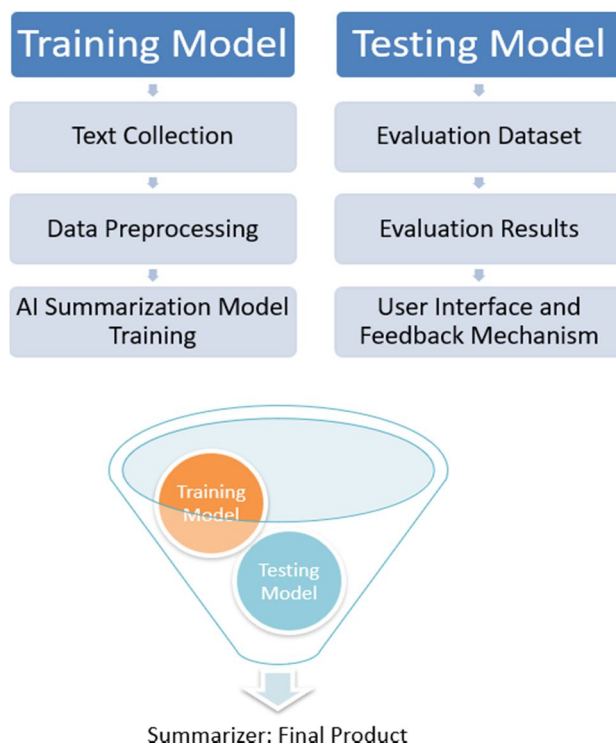 Training Model
Text Collection
Data Preprocessing
AI Summarization Model
Training
Testing Model
Evaluation Dataset
Evaluation Results
User Interface and
Feedback Mechanism
Training
Model
Testing
Model
Summarizer: Final Product